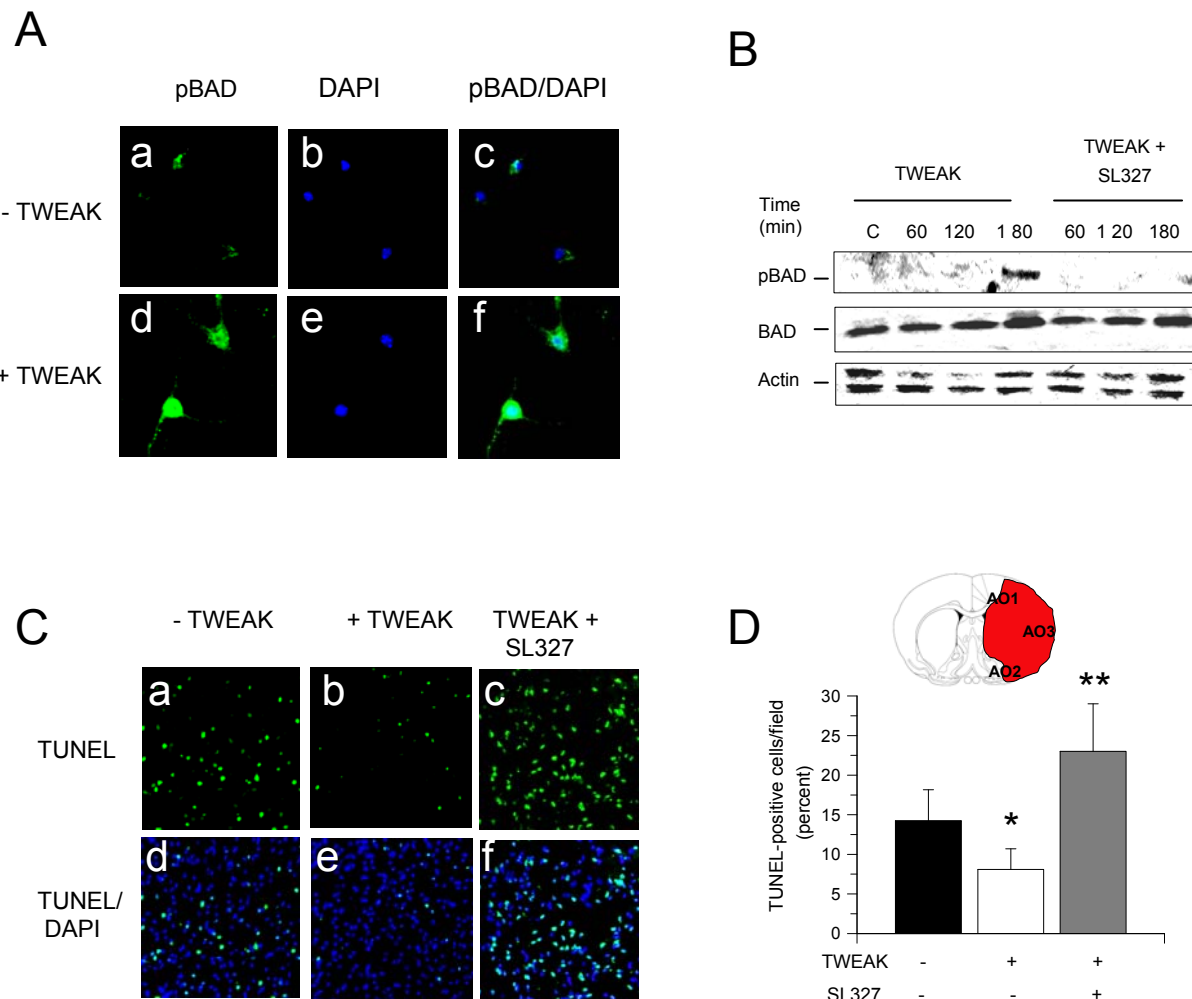 A
pBAD DAPI pBAD/DAPI
a b c
- TWEAK
d e f
+ TWEAK
B
TWEAK TWEAK +
SL327
Time
(min) C 60 120 1 80 60 1 20 180
pBAD
BAD
Actin
C
- TWEAK + TWEAK TWEAK +
SL327
a b c
TUNEL
d e f
TUNEL/
DAPI
D
AO1
AO3
AO2
TUNEL-positive cells/field
(percent)
30
25
20
15
10
5
0
* **
TWEAK - + +
SL327 - - +